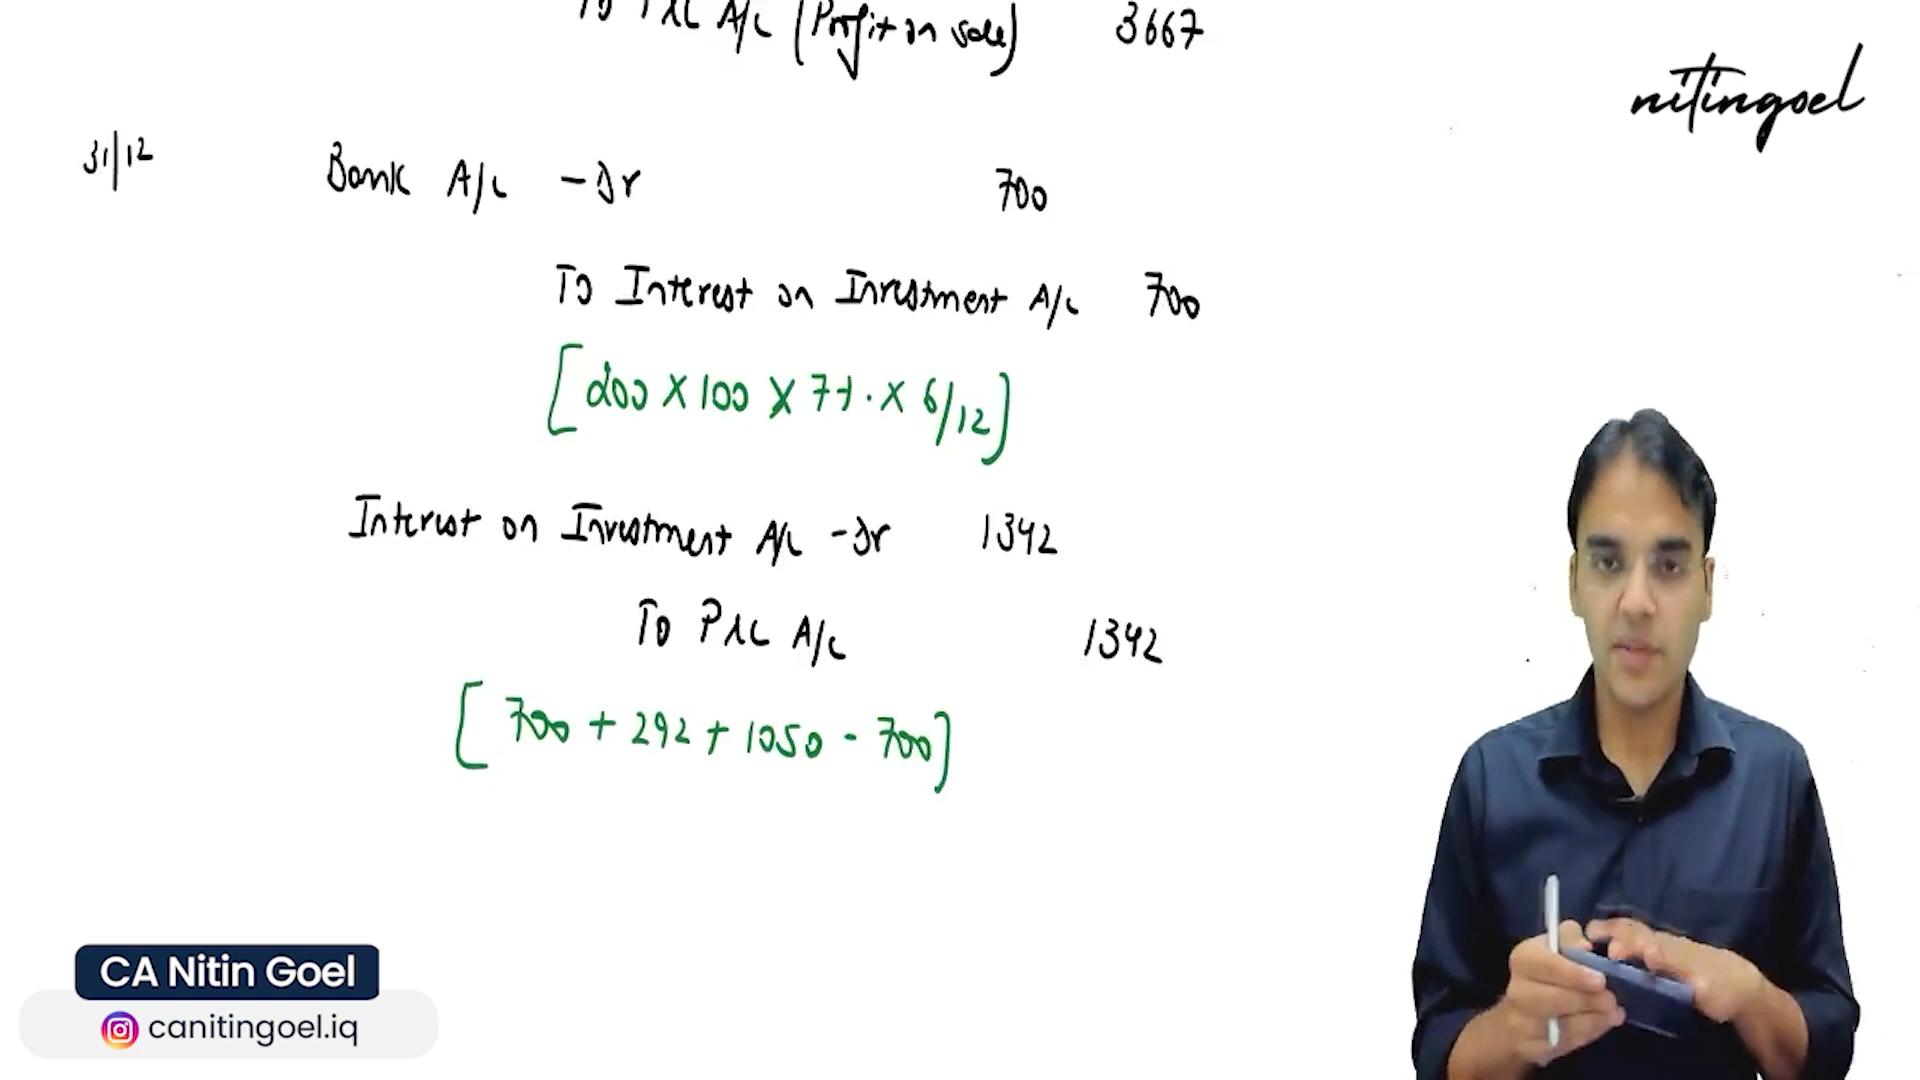 To P&L A/c (Profit on sale) 3667
nitingoel
31/12 Bank A/c - Dr 700
To Interest on Investment A/c 700
[200 x 100 x 7%. x 6/12]
Interest on Investment A/c - Dr 1342
To P&L A/c 1342
[700 + 292 + 1050 - 700]
CA Nitin Goel
canitingoel.iq